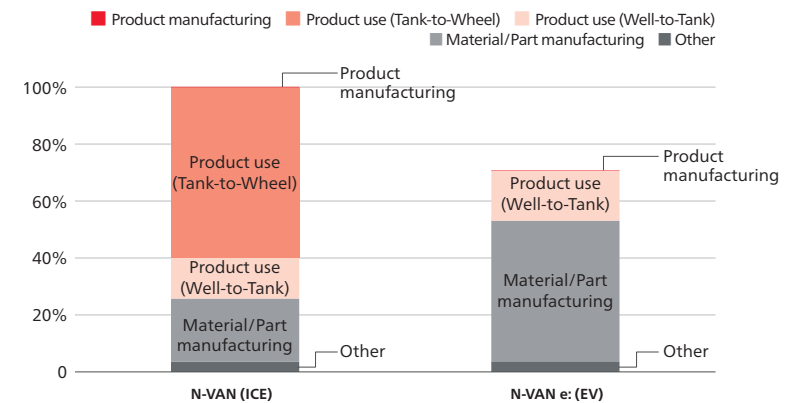 Product manufacturing Product use (Tank-to-Wheel) Product use (Well-to-Tank)
Material/Part manufacturing Other
100%
80%
60%
40%
20%
0
Product
manufacturing
Product use
(Tank-to-Wheel)
Product use
(Well-to-Tank)
Material/Part
manufacturing
Other
Product
manufacturing
Product use
(Well-to-Tank)
Material/Part
manufacturing
Other
N-VAN (ICE)
N-VAN e: (EV)